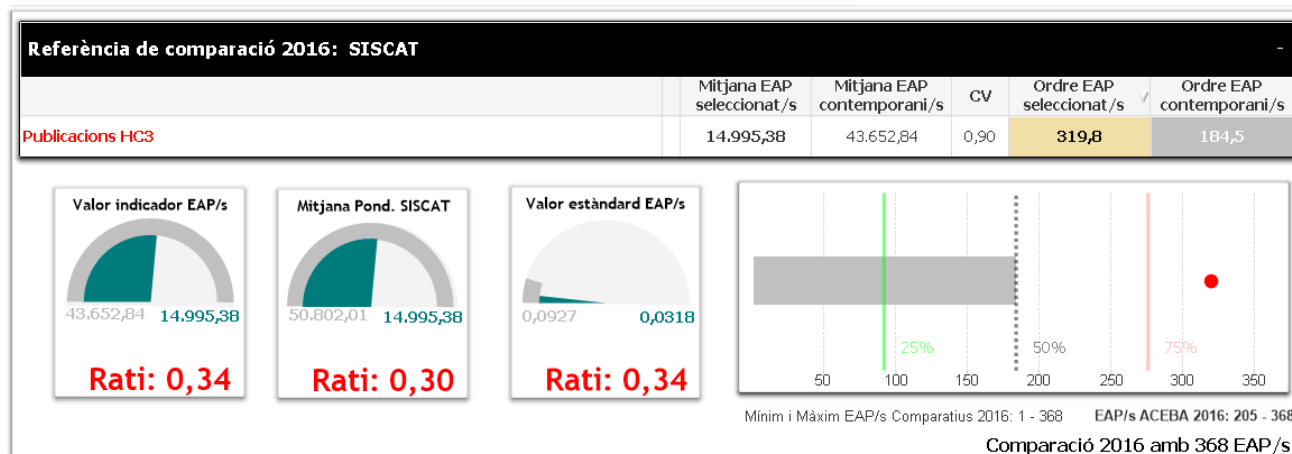 Referència de comparació 2016: SISCAT -
Mitjana EAP seleccionat/s
Mitjana EAP contemporani/s
CV
Ordre EAP seleccionat/s
Ordre EAP contemporani/s
Publicacions HC3 14.995,38 43.652,84 0,90 319,8 184,5
Valor indicador EAP/s
43.652,84 14.995,38
Rati: 0,34
Mitjana Pond. SISCAT
50.802,01 14.995,38
Rati: 0,30
Valor estàndard EAP/s
0,0927 0,0318
Rati: 0,34
25% 50% 75%
50 100 150 200 250 300 350
Mínim i Màxim EAP/s Comparatius 2016: 1 - 368 EAP/s ACEBA 2016: 205 - 368
Comparació 2016 amb 368 EAP/s